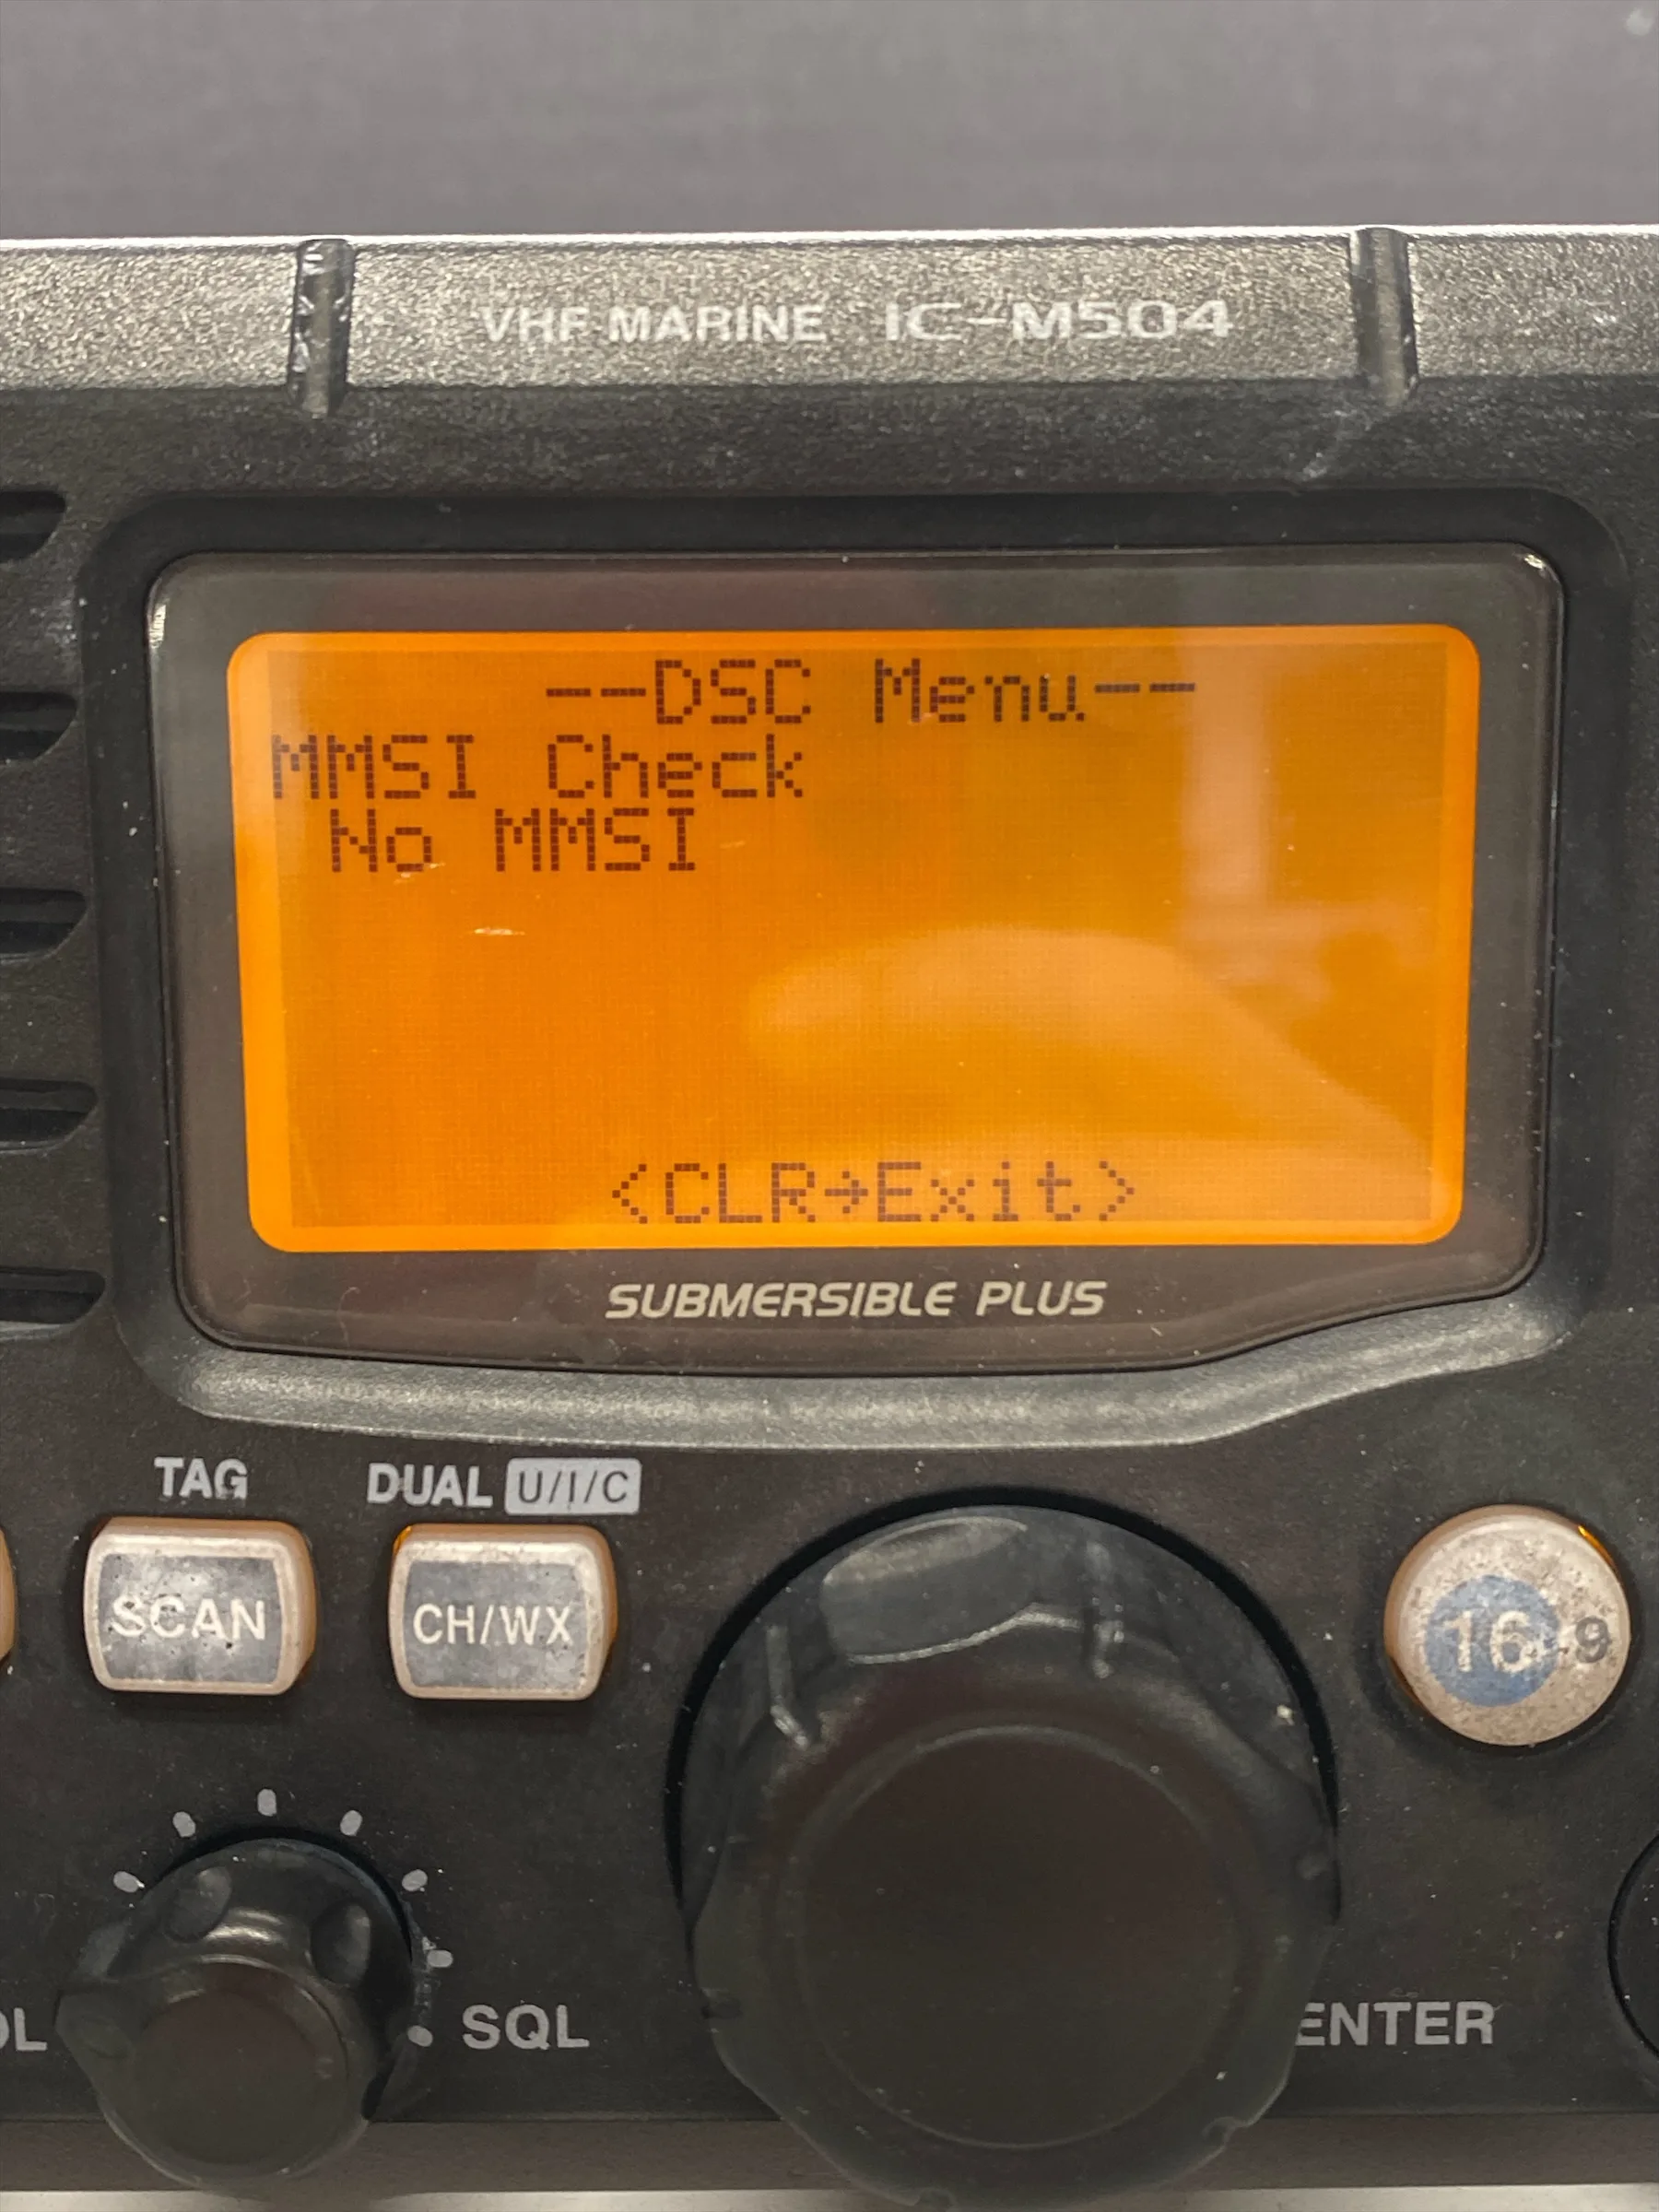 VHF MARINE IC-M504
--DSC Menu--
MMSI Check
No MMSI
<CLR→Exit>
SUBMERSIBLE PLUS
TAG
DUAL U/I/C
SCAN
CH/WX
16 9
SQL
ENTER